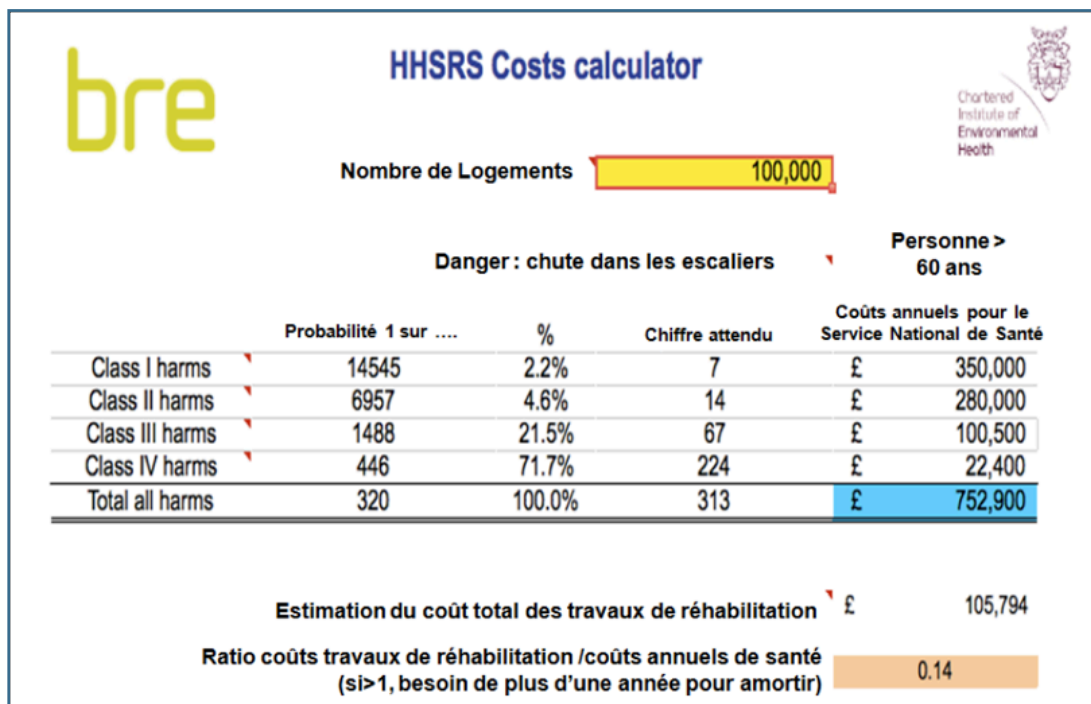 bre
HHSRS Costs calculator
Chartered
Institute of
Environmental
Health
Nombre de Logements 100,000
Danger : chute dans les escaliers
Personne >
60 ans
Probabilité 1 sur .... % Chiffre attendu Coûts annuels pour le
Service National de Santé
Class I harms 14545 2.2% 7 £ 350,000
Class II harms 6957 4.6% 14 £ 280,000
Class III harms 1488 21.5% 67 £ 100,500
Class IV harms 446 71.7% 224 £ 22,400
Total all harms 320 100.0% 313 £ 752,900
Estimation du coût total des travaux de réhabilitation £ 105,794
Ratio coûts travaux de réhabilitation /coûts annuels de santé
(si>1, besoin de plus d'une année pour amortir) 0.14